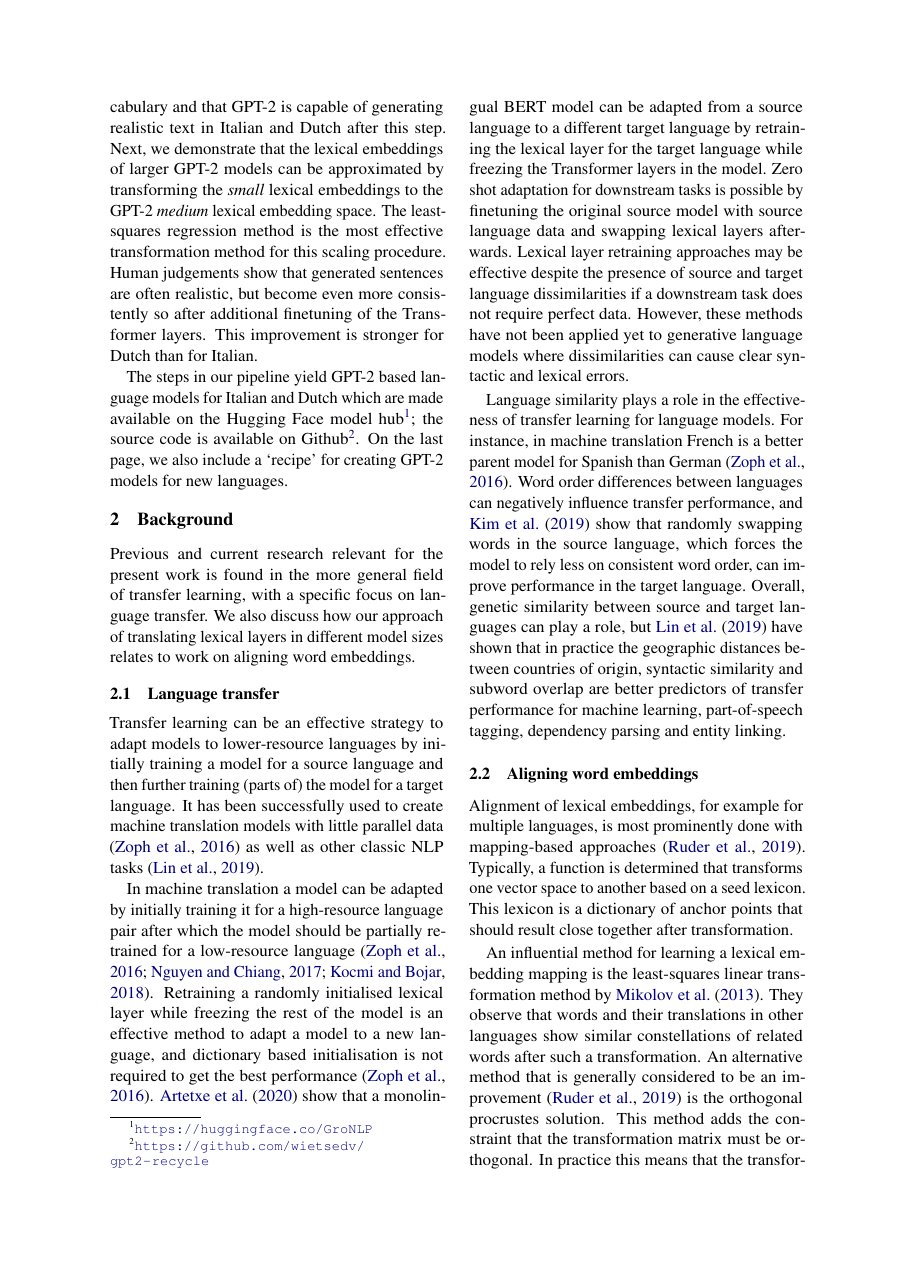 cabulary and that GPT-2 is capable of generating
realistic text in Italian and Dutch after this step.
Next, we demonstrate that the lexical embeddings
of larger GPT-2 models can be approximated by
transforming the small lexical embeddings to the
GPT-2 medium lexical embedding space. The least-
squares regression method is the most effective
transformation method for this scaling procedure.
Human judgements show that generated sentences
are often realistic, but become even more consis-
tently so after additional finetuning of the Trans-
former layers. This improvement is stronger for
Dutch than for Italian.
The steps in our pipeline yield GPT-2 based lan-
guage models for Italian and Dutch which are made
available on the Hugging Face model hub1; the
source code is available on Github2. On the last
page, we also include a ‘recipe’ for creating GPT-2
models for new languages.
2 Background
Previous and current research relevant for the
present work is found in the more general field
of transfer learning, with a specific focus on lan-
guage transfer. We also discuss how our approach
of translating lexical layers in different model sizes
relates to work on aligning word embeddings.
2.1 Language transfer
Transfer learning can be an effective strategy to
adapt models to lower-resource languages by ini-
tially training a model for a source language and
then further training (parts of) the model for a target
language. It has been successfully used to create
machine translation models with little parallel data
(Zoph et al., 2016) as well as other classic NLP
tasks (Lin et al., 2019).
In machine translation a model can be adapted
by initially training it for a high-resource language
pair after which the model should be partially re-
trained for a low-resource language (Zoph et al.,
2016; Nguyen and Chiang, 2017; Kocmi and Bojar,
2018). Retraining a randomly initialised lexical
layer while freezing the rest of the model is an
effective method to adapt a model to a new lan-
guage, and dictionary based initialisation is not
required to get the best performance (Zoph et al.,
2016). Artetxe et al. (2020) show that a monolin-
1https://huggingface.co/GroNLP
2https://github.com/wietsedv/
gpt2-recycle
gual BERT model can be adapted from a source
language to a different target language by retrain-
ing the lexical layer for the target language while
freezing the Transformer layers in the model. Zero
shot adaptation for downstream tasks is possible by
finetuning the original source model with source
language data and swapping lexical layers after-
wards. Lexical layer retraining approaches may be
effective despite the presence of source and target
language dissimilarities if a downstream task does
not require perfect data. However, these methods
have not been applied yet to generative language
models where dissimilarities can cause clear syn-
tactic and lexical errors.
Language similarity plays a role in the effective-
ness of transfer learning for language models. For
instance, in machine translation French is a better
parent model for Spanish than German (Zoph et al.,
2016). Word order differences between languages
can negatively influence transfer performance, and
Kim et al. (2019) show that randomly swapping
words in the source language, which forces the
model to rely less on consistent word order, can im-
prove performance in the target language. Overall,
genetic similarity between source and target lan-
guages can play a role, but Lin et al. (2019) have
shown that in practice the geographic distances be-
tween countries of origin, syntactic similarity and
subword overlap are better predictors of transfer
performance for machine learning, part-of-speech
tagging, dependency parsing and entity linking.
2.2 Aligning word embeddings
Alignment of lexical embeddings, for example for
multiple languages, is most prominently done with
mapping-based approaches (Ruder et al., 2019).
Typically, a function is determined that transforms
one vector space to another based on a seed lexicon.
This lexicon is a dictionary of anchor points that
should result close together after transformation.
An influential method for learning a lexical em-
bedding mapping is the least-squares linear trans-
formation method by Mikolov et al. (2013). They
observe that words and their translations in other
languages show similar constellations of related
words after such a transformation. An alternative
method that is generally considered to be an im-
provement (Ruder et al., 2019) is the orthogonal
procrustes solution. This method adds the con-
straint that the transformation matrix must be or-
thogonal. In practice this means that the transfor-